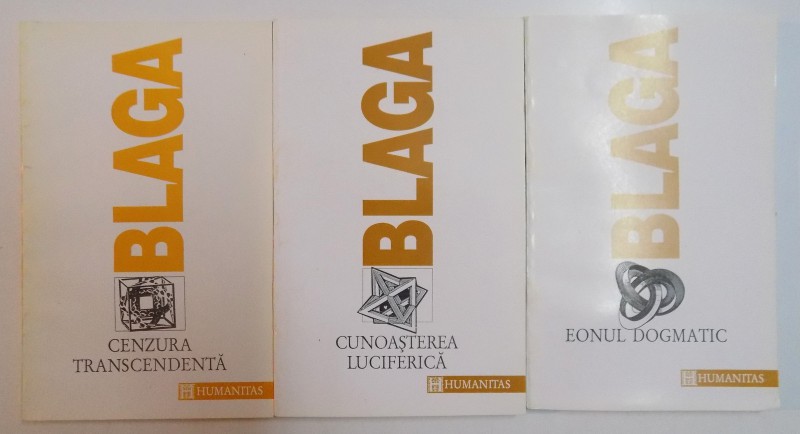 BLAGA
CENZURA
TRANSCENDENTĂ
HUMANITAS
BLAGA
CUNOAȘTEREA
LUCIFERICĂ
HUMANITAS
BLAGA
EONUL DOGMATIC
HUMANITAS